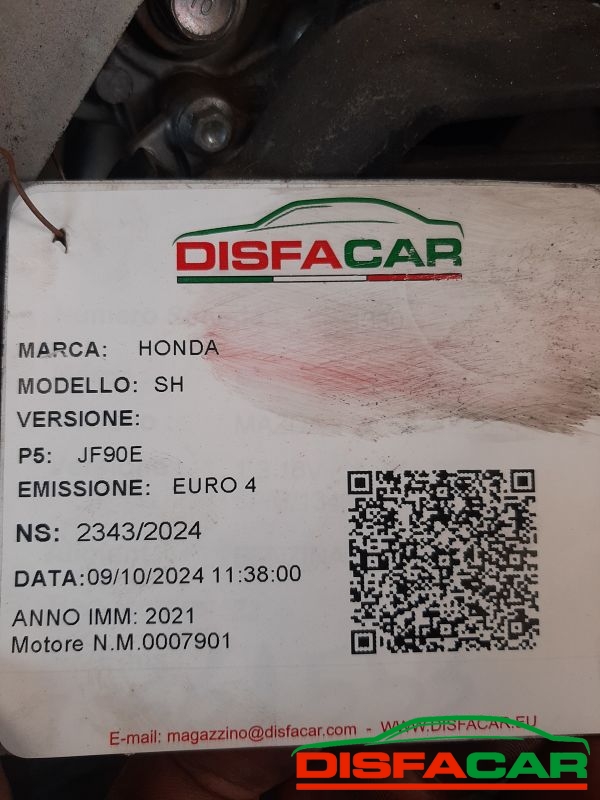 10
DISFACAR
MARCA: HONDA
MODELLO: SH
VERSIONE:
P5: JF90E
EMISSIONE: EURO 4
NS: 2343/2024
DATA:09/10/2024 11:38:00
ANNO IMM: 2021
Motore N.M.0007901
E-mail: magazzino@disfacar.com - WWW.DISFACAR.EU
DISFACAR